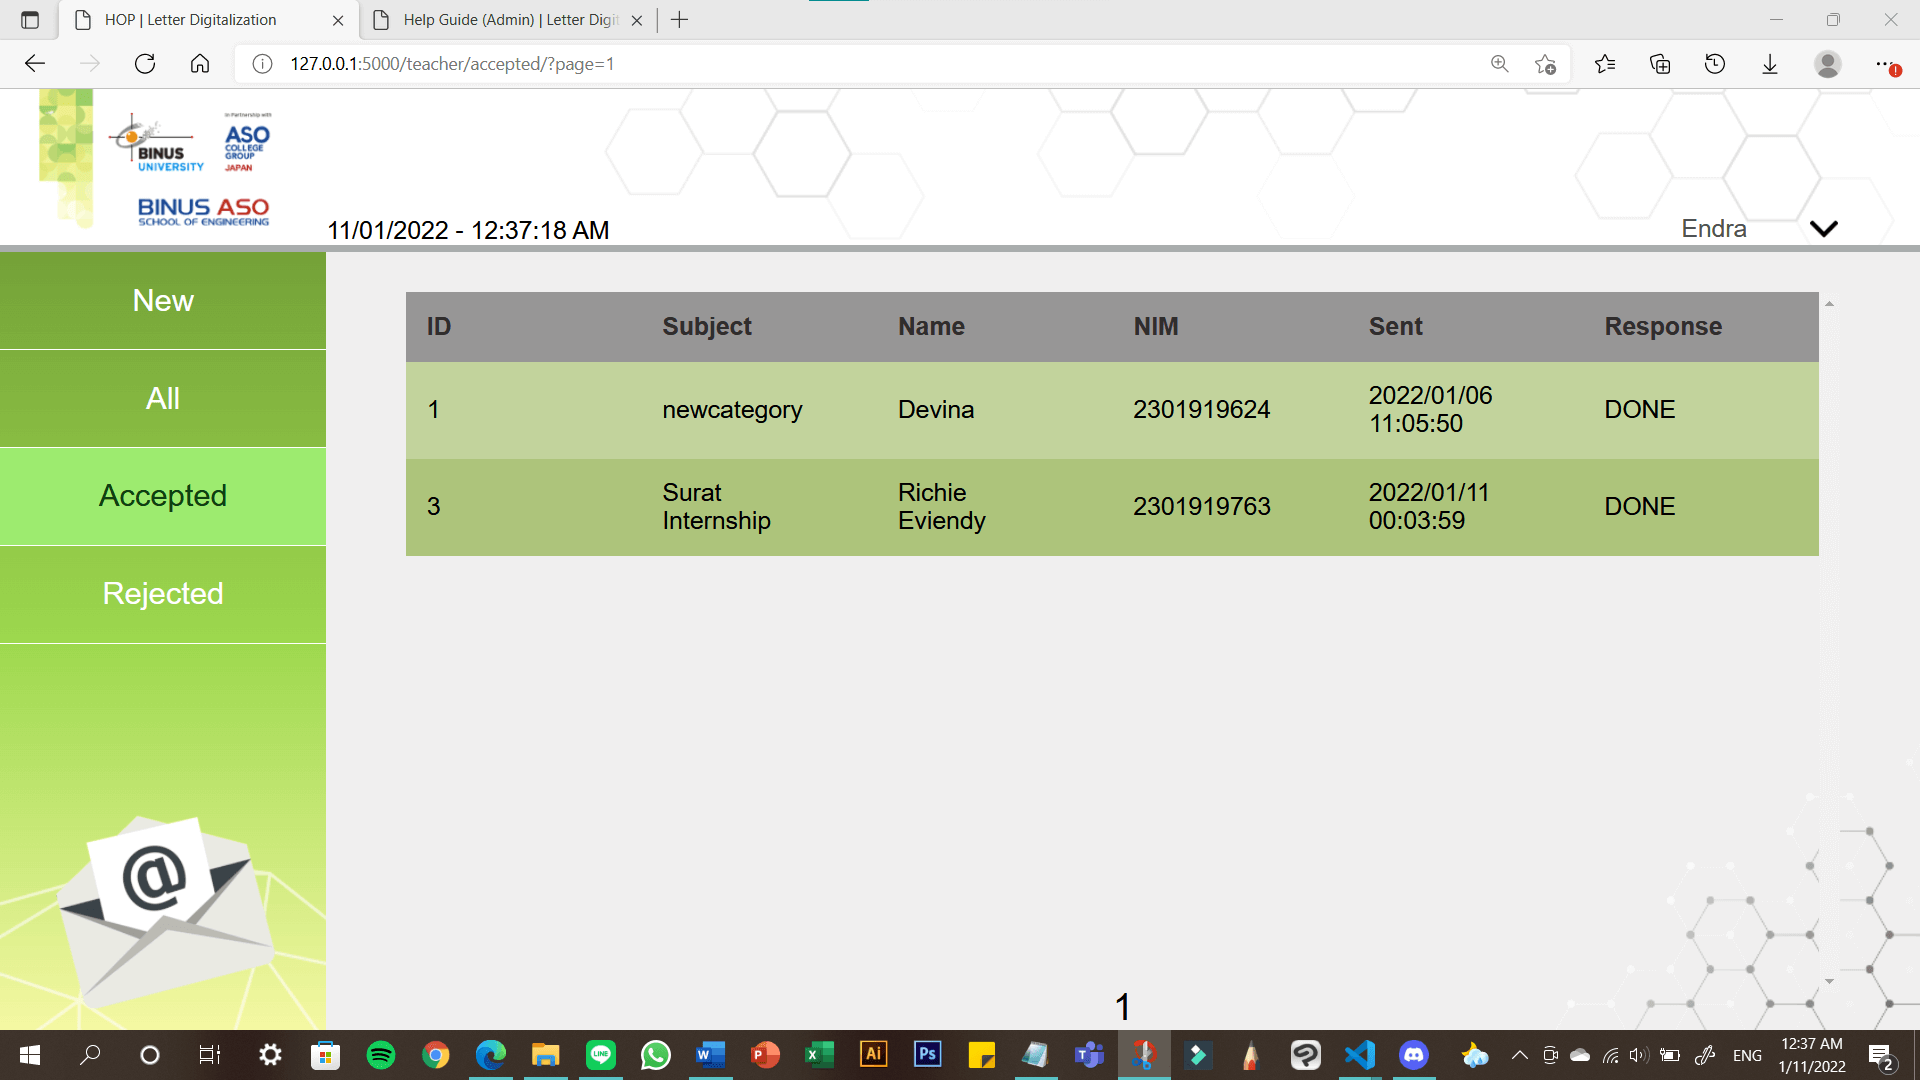 HOP | Letter Digitalization
Help Guide (Admin) | Letter Digit
127.0.0.1:5000/teacher/accepted/?page=1
In Partnership with
BINUS
UNIVERSITY
ASO
COLLEGE
GROUP
JAPAN
BINUS ASO
SCHOOL OF ENGINEERING
11/01/2022 - 12:37:18 AM
Endra
New
All
Accepted
Rejected
ID Subject Name NIM Sent Response
1 newcategory Devina 2301919624 2022/01/06 11:05:50 DONE
3 Surat Internship Richie Eviendy 2301919763 2022/01/11 00:03:59 DONE
@
1
LINE
W
P
X
Ai
Ps
ENG
12:37 AM
1/11/2022
2